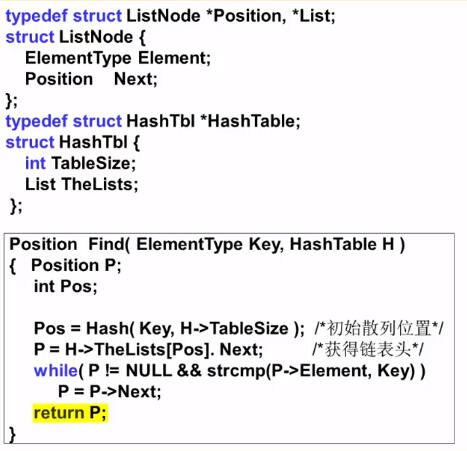 typedef struct ListNode *Position, *List;
struct ListNode {
ElementType Element;
Position Next;
};
typedef struct HashTbl *HashTable;
struct HashTbl {
int TableSize;
List TheLists;
};
Position Find( ElementType Key, HashTable H )
{ Position P;
int Pos;
Pos = Hash( Key, H->TableSize ); /*初始散列位置*/
P = H->TheLists[Pos]. Next; /*获得链表头*/
while( P != NULL && strcmp(P->Element, Key) )
P = P->Next;
return P;
}